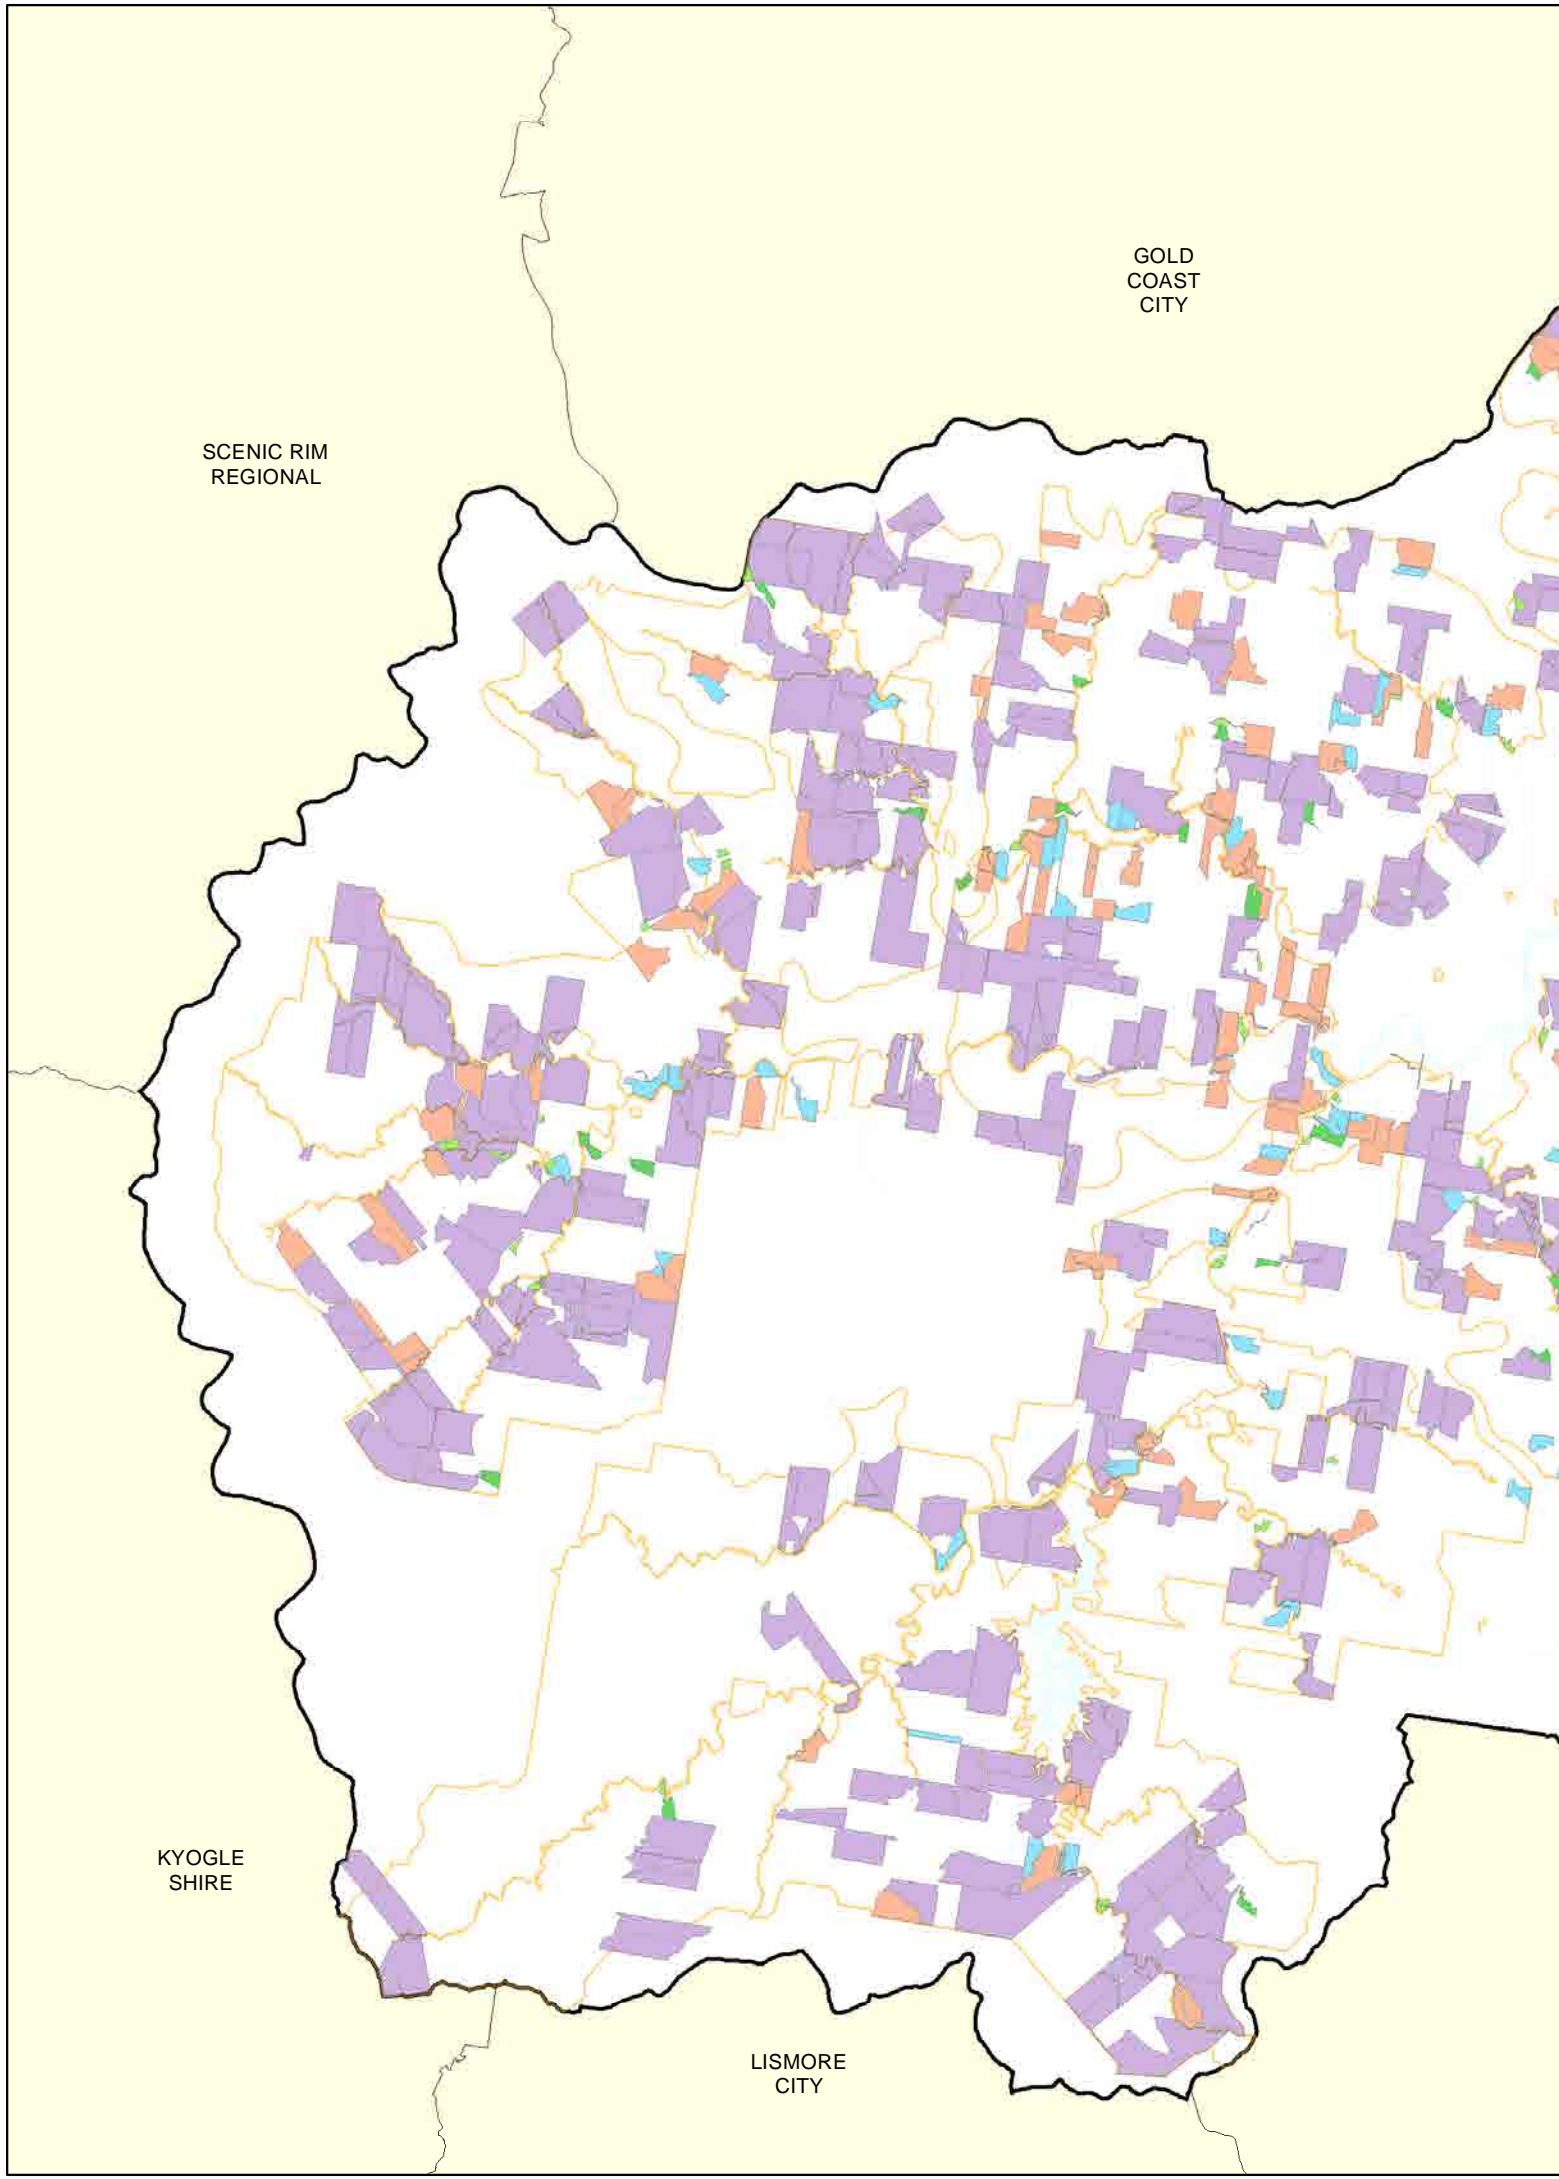 GOLD
COAST
CITY
SCENIC RIM
REGIONAL
KYOGLE
SHIRE
LISMORE
CITY